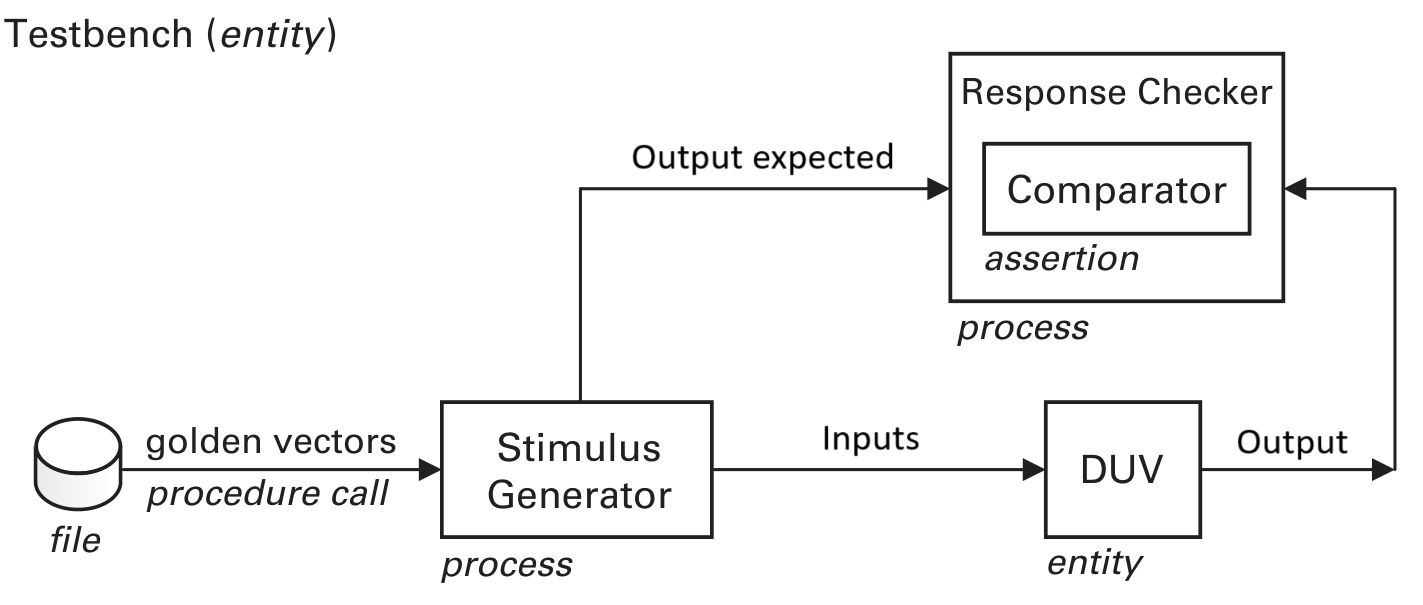 Testbench (entity)
Response Checker
Output expected
Comparator
assertion
process
golden vectors
procedure call
file
Stimulus
Generator
process
Inputs
DUV
entity
Output